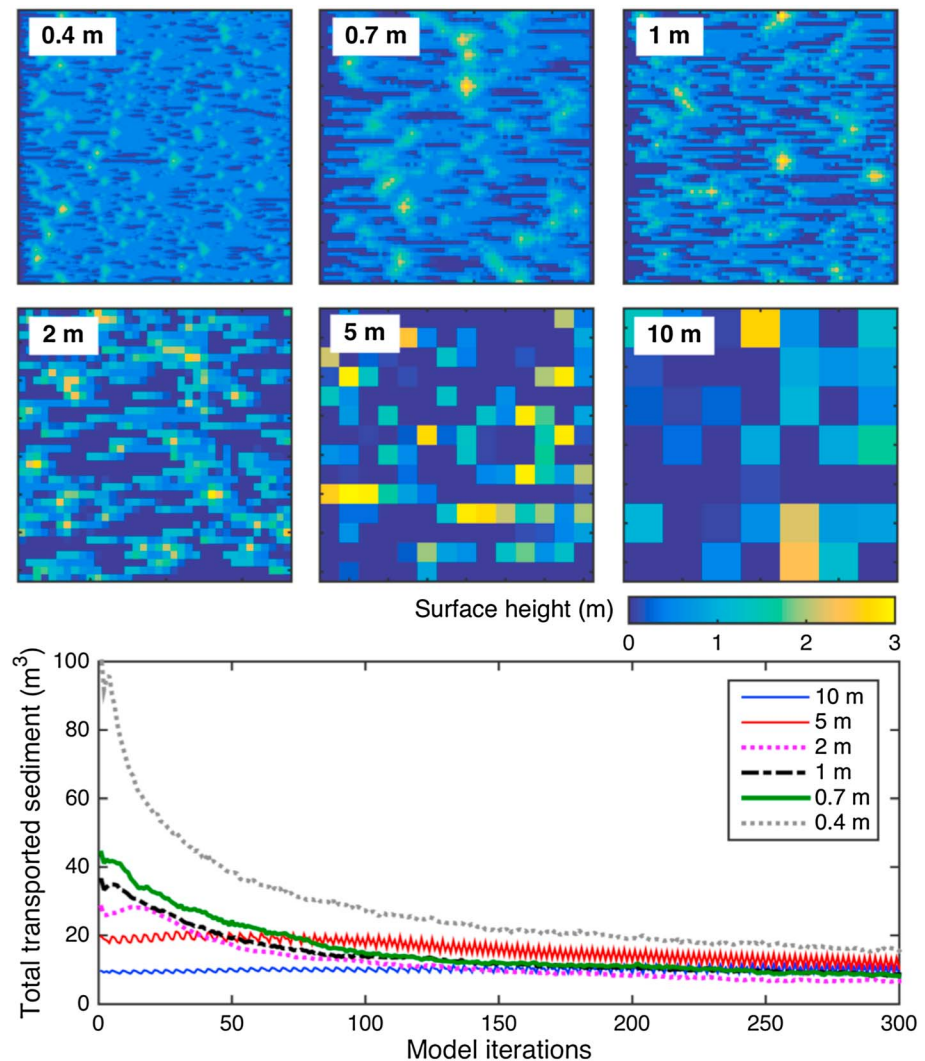 0.4 m
0.7 m
1 m
2 m
5 m
10 m
Surface height (m)
0 1 2 3
Total transported sediment (m³)
100
80
60
40
20
0
10 m
5 m
2 m
1 m
0.7 m
0.4 m
0 50 100 150 200 250 300
Model iterations